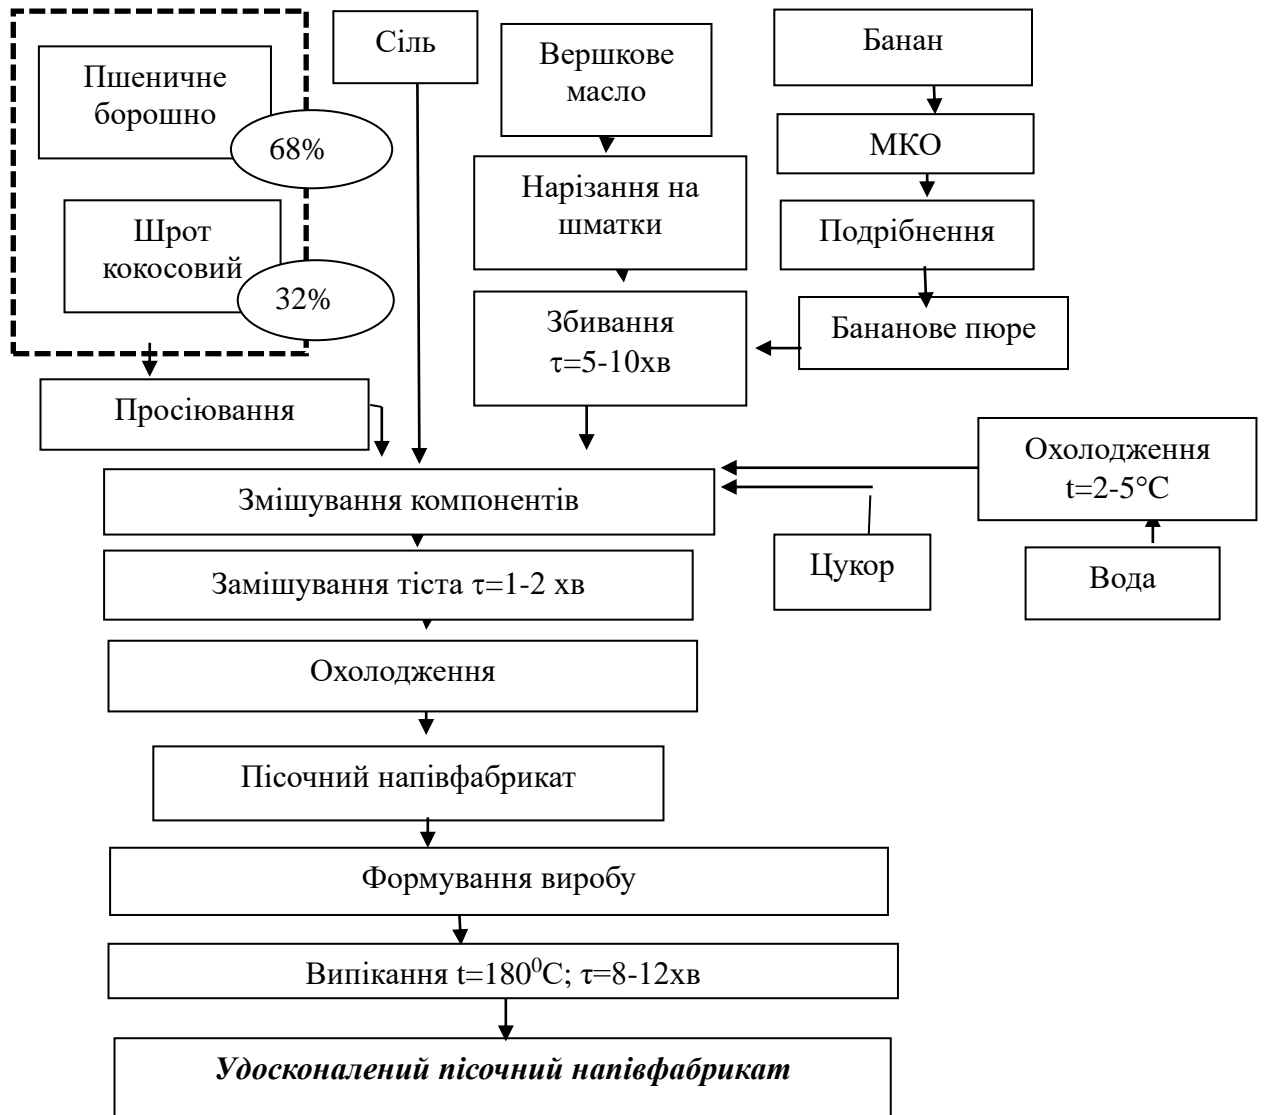 Сіль
Банан
Вершкове
масло
Пшеничне
борошно
68%
МКО
Нарізання на
шматки
Подрібнення
Шрот
кокосовий
32%
Збивання
τ=5-10хв
Бананове пюре
Просіювання
Охолодження
t=2-5°С
Змішування компонентів
Цукор
Вода
Замішування тіста τ=1-2 хв
Охолодження
Пісочний напівфабрикат
Формування виробу
Випікання t=180⁰С; τ=8-12хв
Удосконалений пісочний напівфабрикат